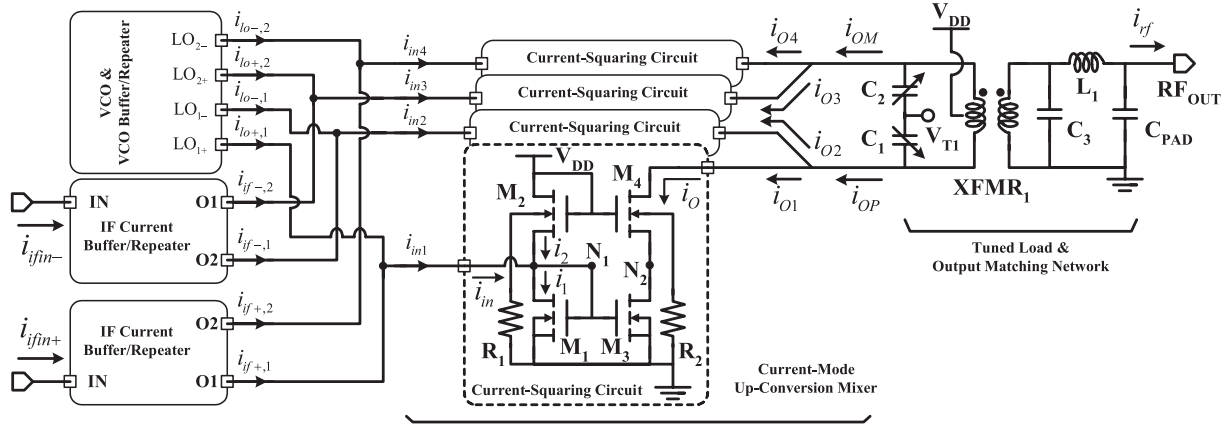 VCO &
VCO Buffer/Repeater
LO2−
LO2+
LO1−
LO1+
ilo−,2
ilo+,2
ilo−,1
ilo+,1
IN
O1
IF Current
Buffer/Repeater
O2
iifin−
iif−,2
iif−,1
iifin+
IF Current
Buffer/Repeater
O2
IN
O1
iif+,2
iif+,1
iin4
iin3
iin2
iin1
Current-Squaring Circuit
Current-Squaring Circuit
Current-Squaring Circuit
VDD
M2
M4
iO
i2
N1
N2
i1
iin
R1
M1
M3
R2
Current-Squaring Circuit
Current-Mode
Up-Conversion Mixer
iO4
iOM
iO3
iO2
iO1
iOP
VDD
C2
C1
VT1
XFMR1
C3
L1
CPAD
irf
RFOUT
Tuned Load &
Output Matching Network